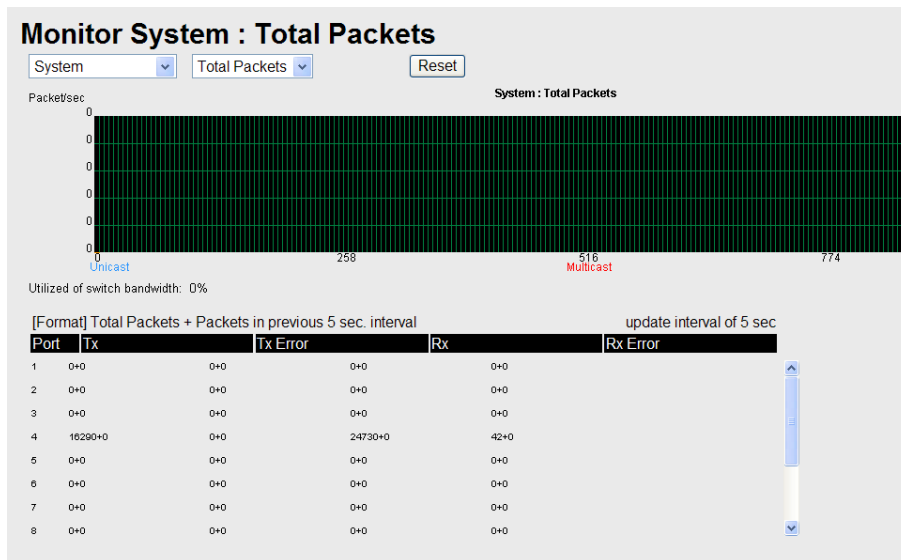 Monitor System : Total Packets
System Total Packets Reset
Packet/sec System : Total Packets
0
0
0
0
0
0
0 258 516 774
Unicast Multicast
Utilized of switch bandwidth: 0%
[Format] Total Packets + Packets in previous 5 sec. interval update interval of 5 sec
Port Tx Tx Error Rx Rx Error
1 0+0 0+0 0+0 0+0
2 0+0 0+0 0+0 0+0
3 0+0 0+0 0+0 0+0
4 16290+0 0+0 24730+0 42+0
5 0+0 0+0 0+0 0+0
6 0+0 0+0 0+0 0+0
7 0+0 0+0 0+0 0+0
8 0+0 0+0 0+0 0+0